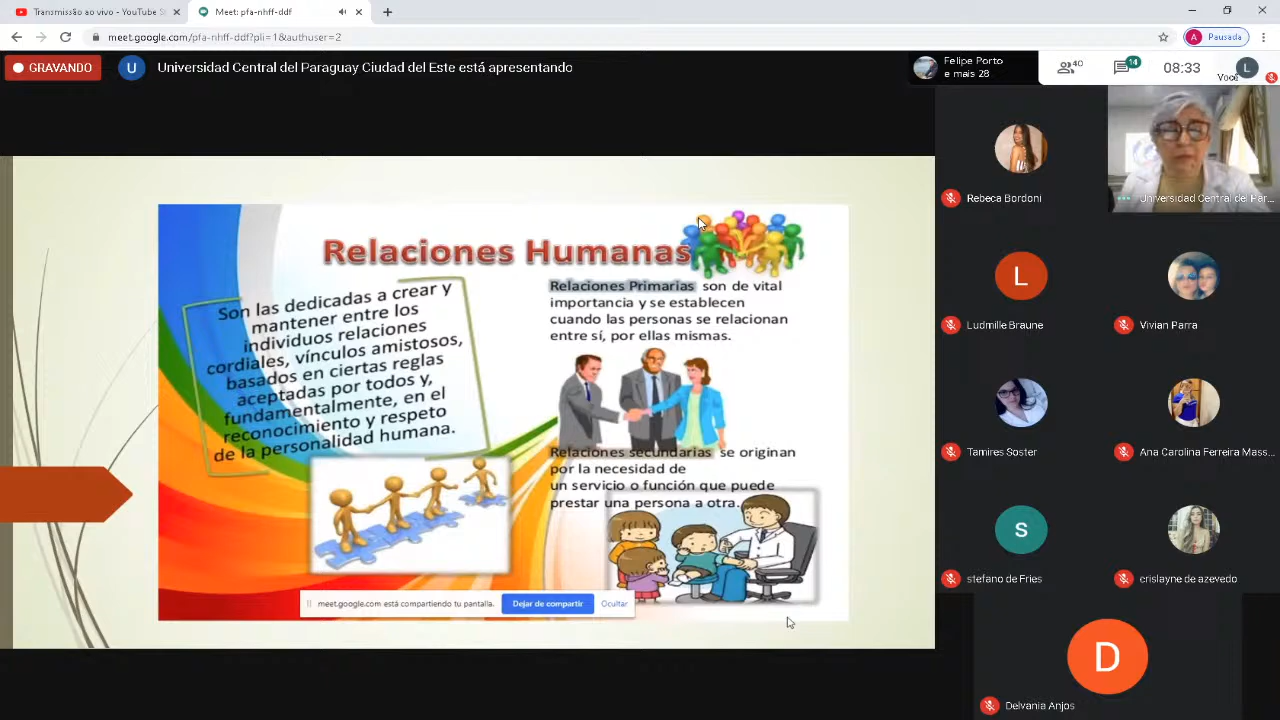 Transmissão ao vivo - YouTube S
Meet: pfa-nhff-ddf
meet.google.com/pfa-nhff-ddf?pli=1&authuser=2
A
Pausada
GRAVANDO
U
Universidad Central del Paraguay Ciudad del Este está apresentando
Felipe Porto
e mais 28
40
14
08:33
Você
L
Relaciones Humanas
Son las dedicadas a crear y
mantener entre los
individuos relaciones
cordiales, vínculos amistosos,
basados en ciertas reglas
aceptadas por todos y,
fundamentalmente, en el
reconocimiento y respeto
de la personalidad humana.
Relaciones Primarias son de vital
importancia y se establecen
cuando las personas se relacionan
entre sí, por ellas mismas.
Relaciones secundarias se originan
por la necesidad de
un servicio o función que puede
prestar una persona a otra.
meet.google.com está compartiendo tu pantalla.
Dejar de compartir
Ocultar
Rebeca Bordoni
Universidad Central del Par...
L
Ludmille Braune
Vivian Parra
Tamires Soster
Ana Carolina Ferreira Mass...
S
stefano de Fries
crislayne de azevedo
D
Delvania Anjos